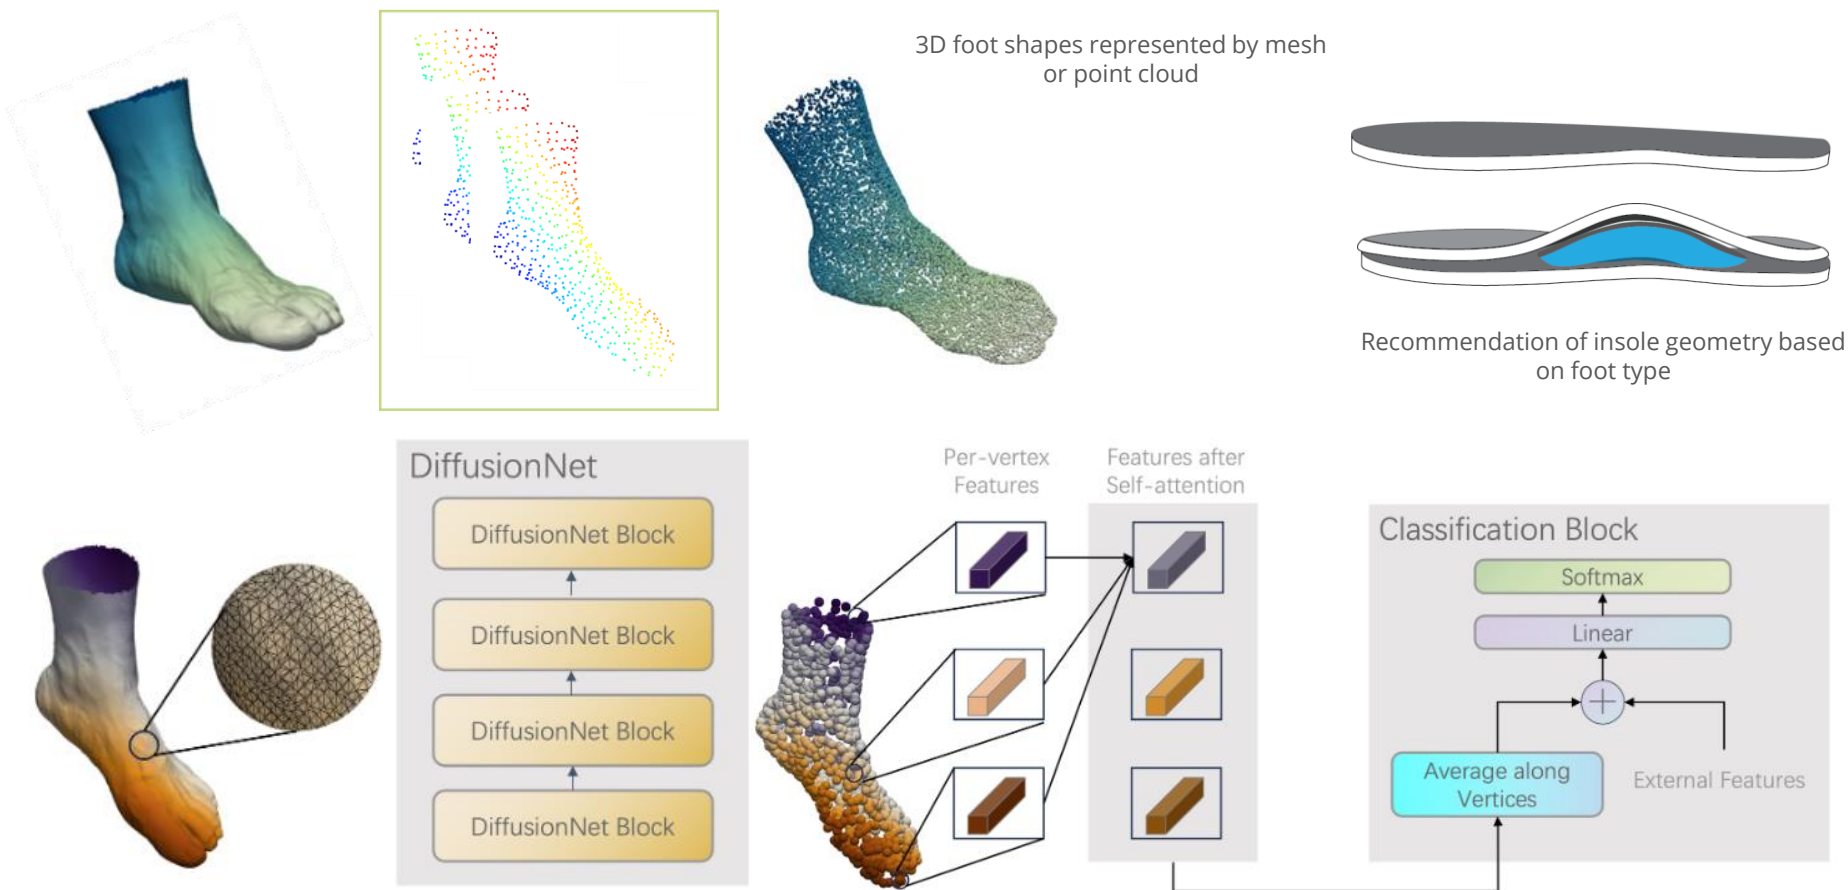 3D foot shapes represented by mesh
or point cloud
Recommendation of insole geometry based
on foot type
DiffusionNet
DiffusionNet Block
DiffusionNet Block
DiffusionNet Block
DiffusionNet Block
Per-vertex
Features
Features after
Self-attention
Classification Block
Softmax
Linear
Average along
Vertices
External Features